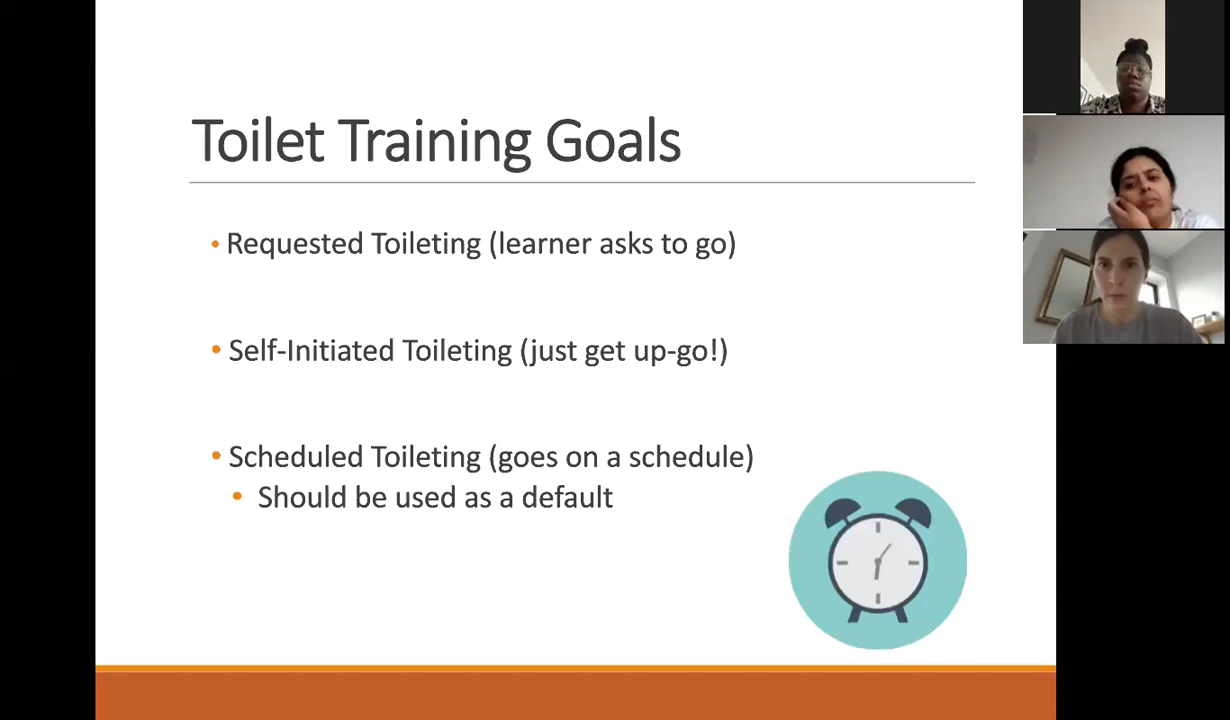 Toilet Training Goals
• Requested Toileting (learner asks to go)
• Self-Initiated Toileting (just get up-go!)
• Scheduled Toileting (goes on a schedule)
• Should be used as a default